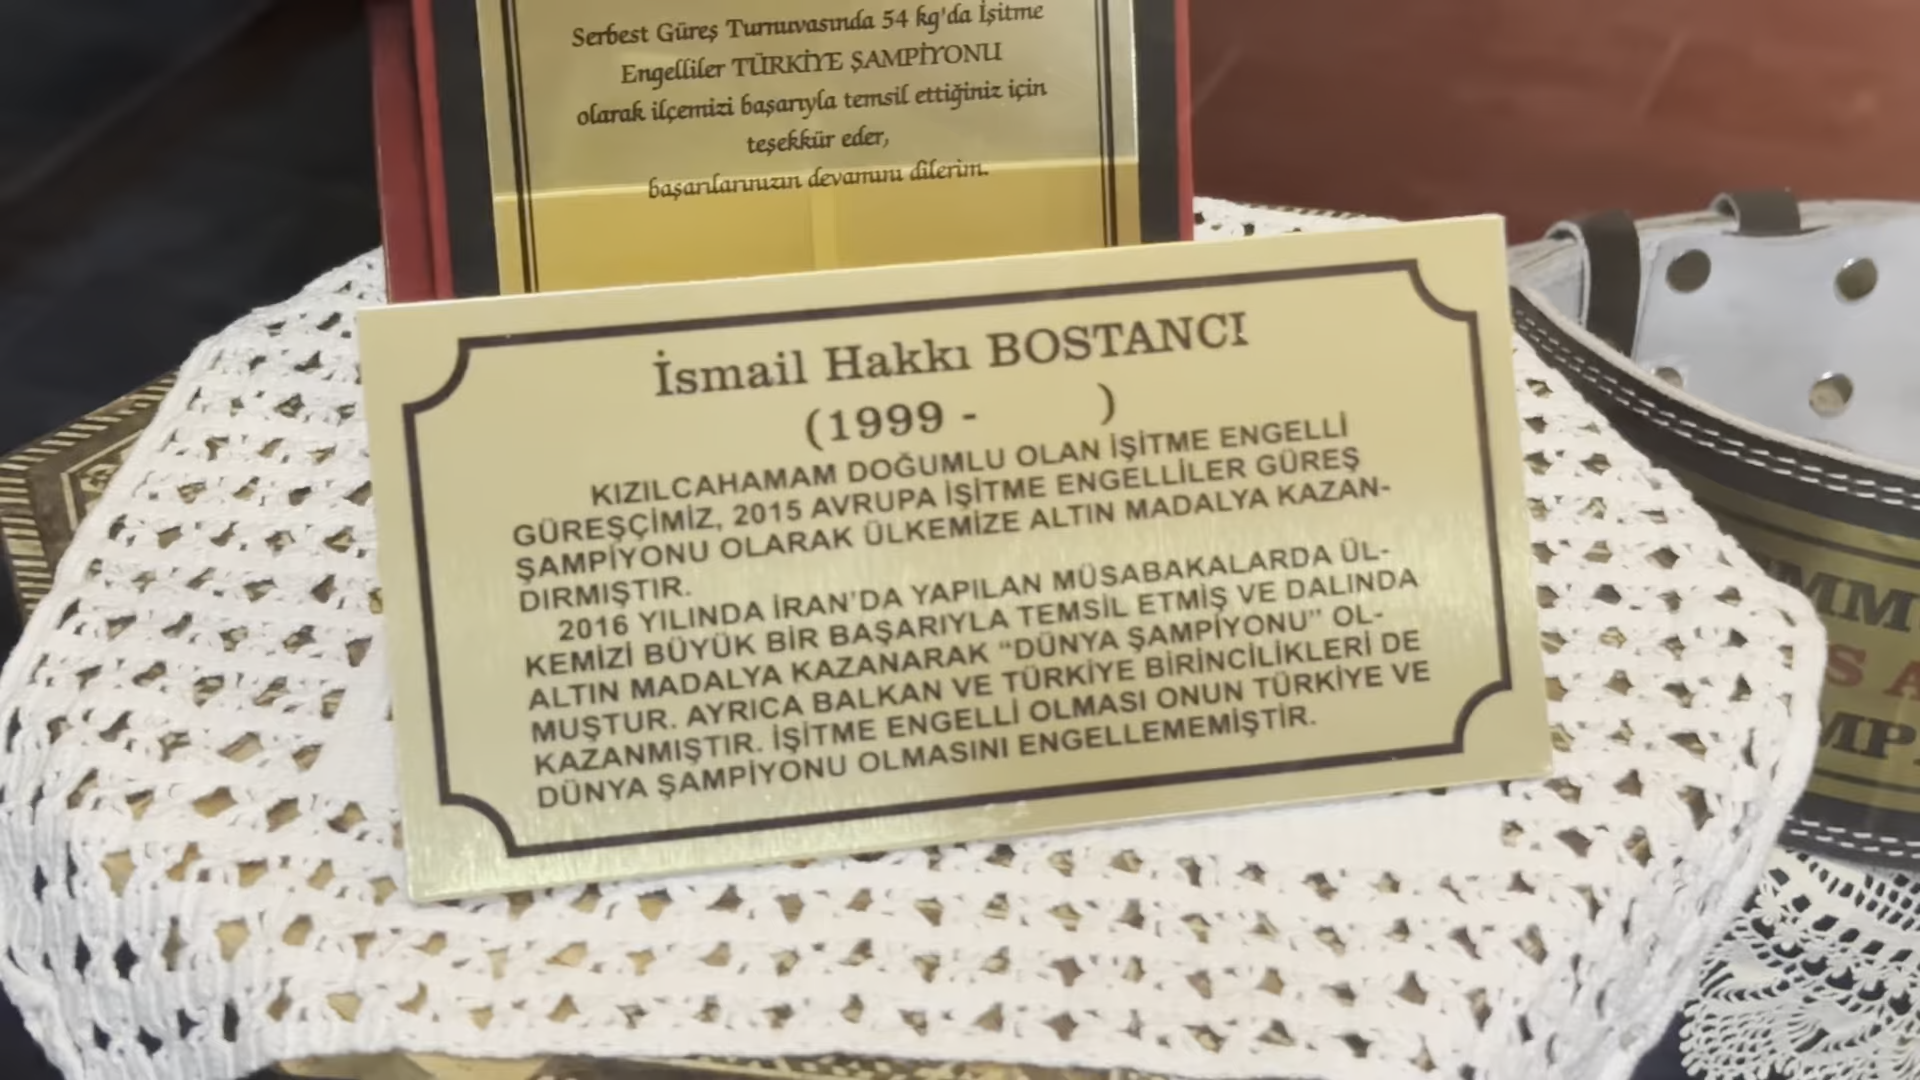 Serbest Güreş Turnuvasında 54 kg'da İşitme
Engelliler TÜRKİYE ŞAMPİYONU
olarak ilçemizi başarıyla temsil ettiğiniz için
teşekkür eder,
başarılarınızın devamını dilerim.
İsmail Hakkı BOSTANCI
(1999 - )
KIZILCAHAMAM DOĞUMLU OLAN İŞİTME ENGELLİ
GÜREŞÇİMİZ, 2015 AVRUPA İŞİTME ENGELLİLER GÜREŞ
ŞAMPİYONU OLARAK ÜLKEMİZE ALTIN MADALYA KAZAN-
DIRMIŞTIR.
2016 YILINDA İRAN'DA YAPILAN MÜSABAKALARDA ÜL-
KEMİZİ BÜYÜK BİR BAŞARIYLA TEMSİL ETMİŞ VE DALINDA
ALTIN MADALYA KAZANARAK “DÜNYA ŞAMPİYONU” OL-
MUŞTUR. AYRICA BALKAN VE TÜRKİYE BİRİNCİLİKLERİ DE
KAZANMIŞTIR. İŞİTME ENGELLİ OLMASI ONUN TÜRKİYE VE
DÜNYA ŞAMPİYONU OLMASINI ENGELLEMEMİŞTİR.